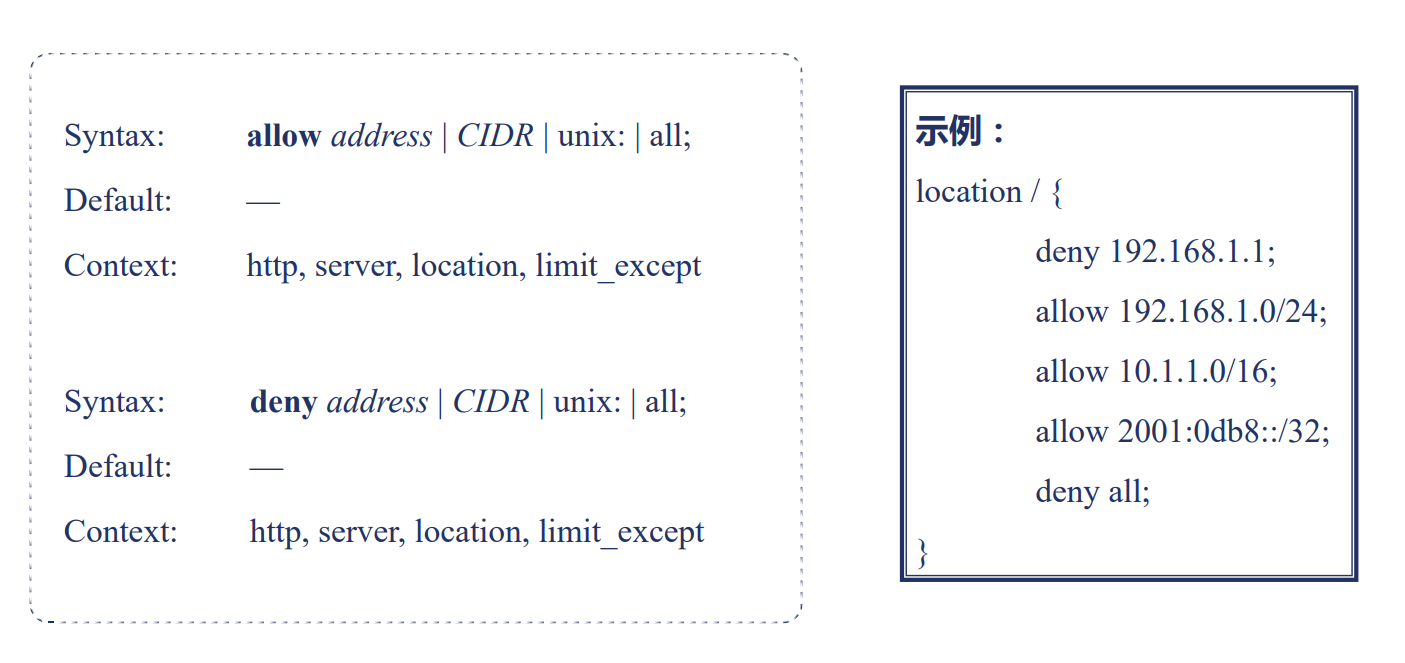 Syntax: allow address | CIDR | unix: | all;
Default: —
Context: http, server, location, limit_except
Syntax: deny address | CIDR | unix: | all;
Default: —
Context: http, server, location, limit_except
示例：
location / {
deny 192.168.1.1;
allow 192.168.1.0/24;
allow 10.1.1.0/16;
allow 2001:0db8::/32;
deny all;
}